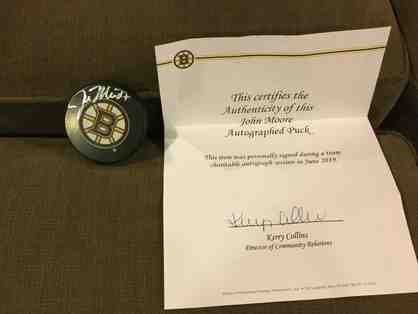 B
This certifies the
Authenticity of this
John Moore
Autographed Puck
This item was personally signed during a team
charitable autograph session in June 2019.
Kerry Collins
Director of Community Relations